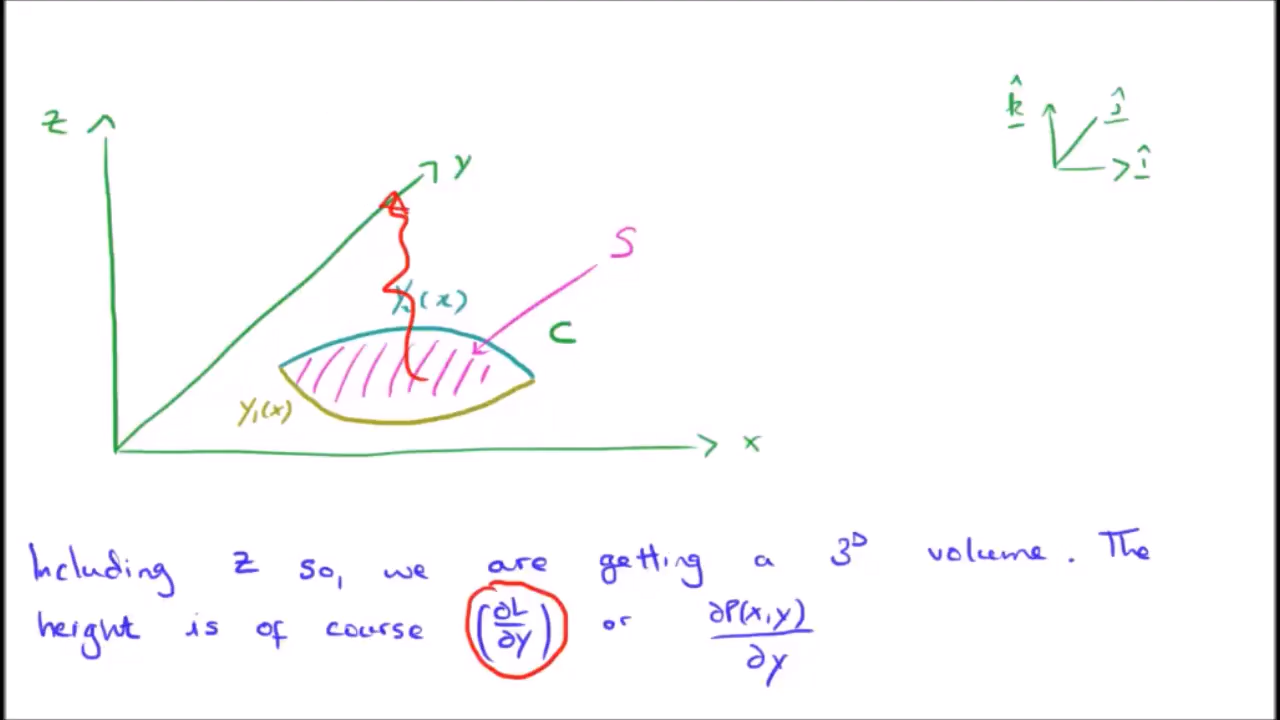 k̂
ĵ
î
z
y
S
y₂(x)
C
y₁(x)
x
Including z so, we are getting a 3D volume. The
height is of course (∂L/∂y) or ∂P(x,y)/∂y